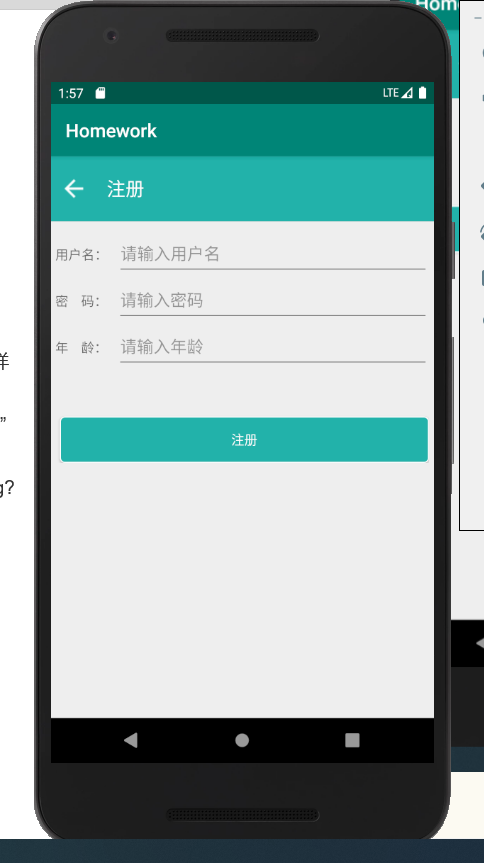 Hom
1:57 LTE
Homework
注册
用户名: 请输入用户名
密 码: 请输入密码
年 龄: 请输入年龄
注册
”
g?